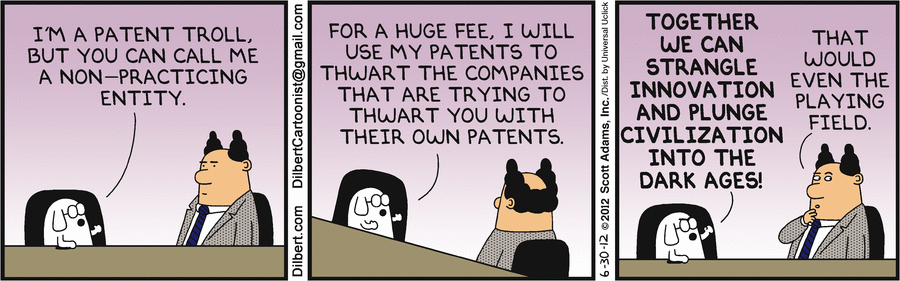 I'M A PATENT TROLL,
BUT YOU CAN CALL ME
A NON-PRACTICING
ENTITY.
Dilbert.com DilbertCartoonist@gmail.com
FOR A HUGE FEE, I WILL
USE MY PATENTS TO
THWART THE COMPANIES
THAT ARE TRYING TO
THWART YOU WITH
THEIR OWN PATENTS.
6-30-12 ©2012 Scott Adams, Inc. /Dist. by Universal Uclick
TOGETHER
WE CAN
STRANGLE
INNOVATION
AND PLUNGE
CIVILIZATION
INTO THE
DARK AGES!
THAT
WOULD
EVEN THE
PLAYING
FIELD.